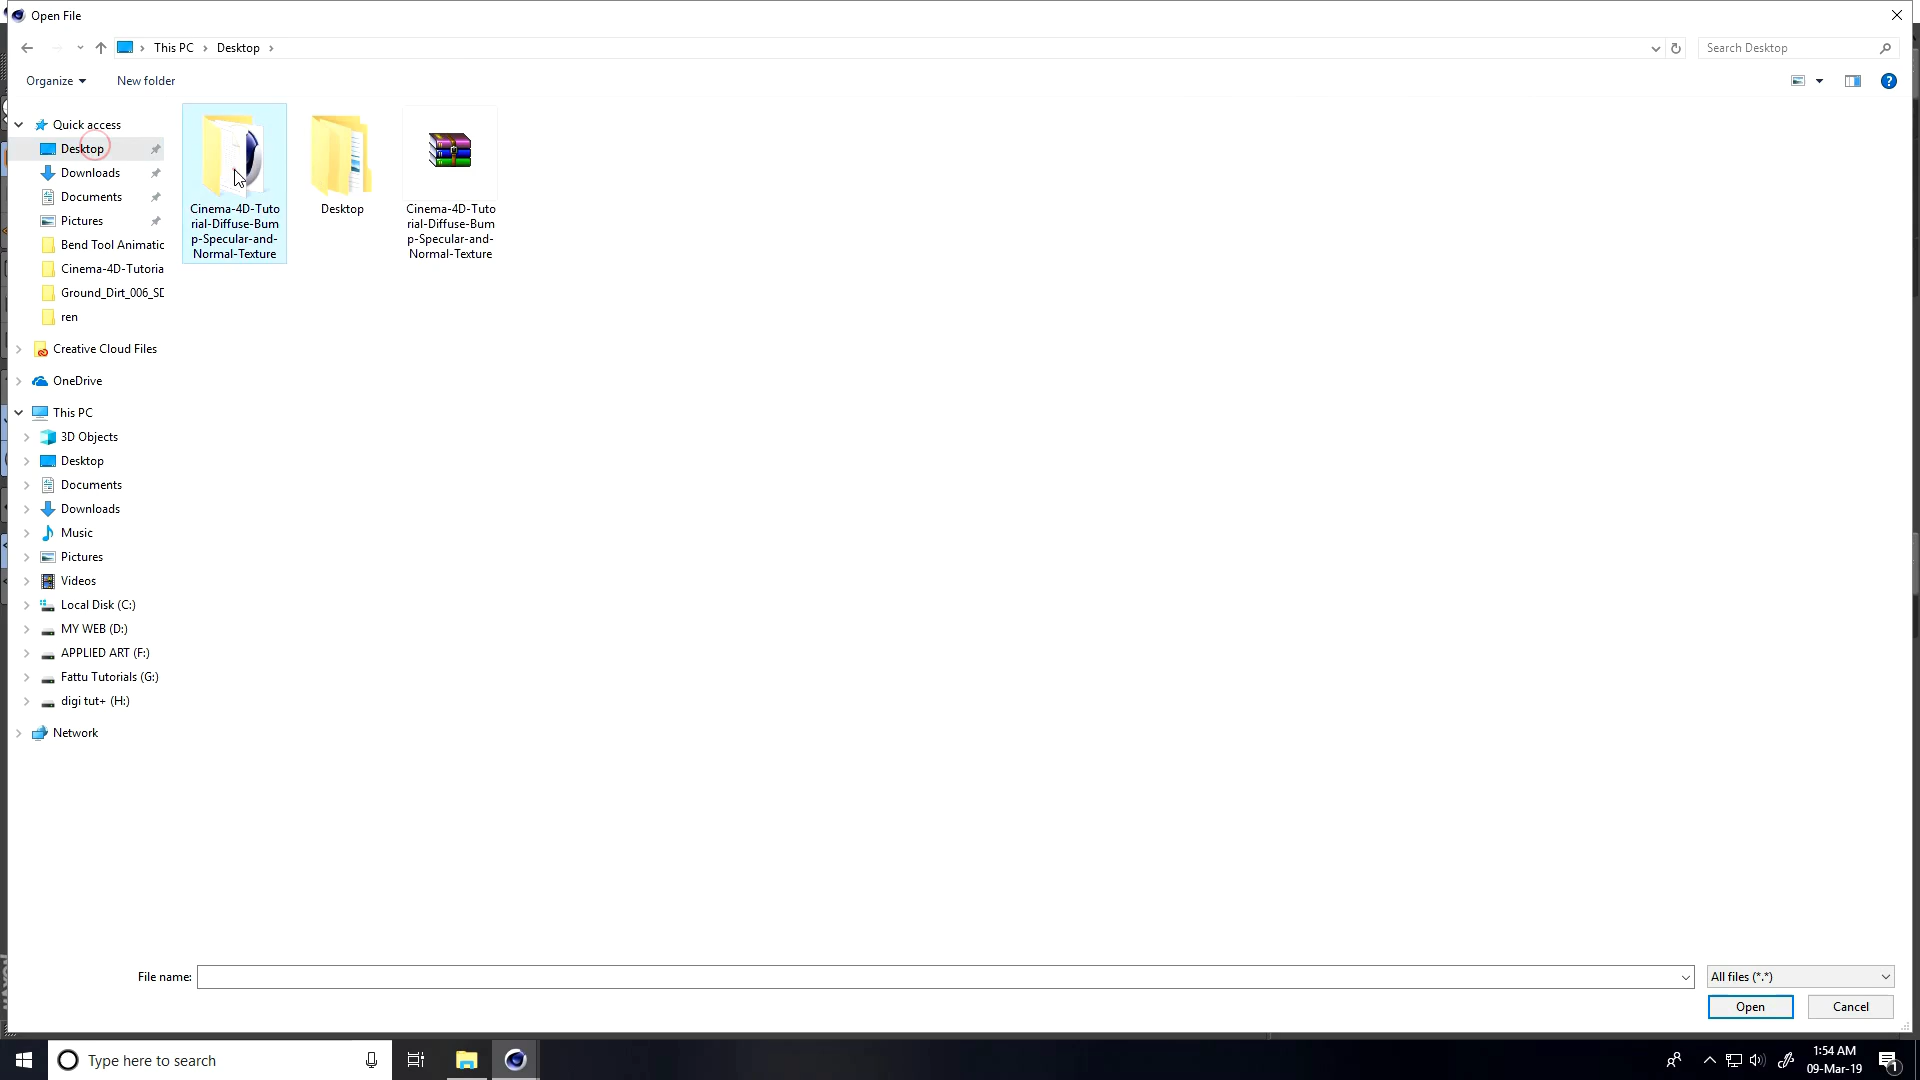 Open File
This PC
Desktop
Search Desktop
Organize
New folder
Quick access
Desktop
Downloads
Documents
Pictures
Bend Tool Animatic
Cinema-4D-Tutoria
Ground_Dirt_006_SD
ren
Creative Cloud Files
OneDrive
This PC
3D Objects
Desktop
Documents
Downloads
Music
Pictures
Videos
Local Disk (C:)
MY WEB (D:)
APPLIED ART (F:)
Fattu Tutorials (G:)
digi tut+ (H:)
Network
Cinema-4D-Tuto
rial-Diffuse-Bum
p-Specular-and-
Normal-Texture
Desktop
Cinema-4D-Tuto
rial-Diffuse-Bum
p-Specular-and-
Normal-Texture
File name:
All files (*.*)
Open
Cancel
Type here to search
1:54 AM
09-Mar-19
1